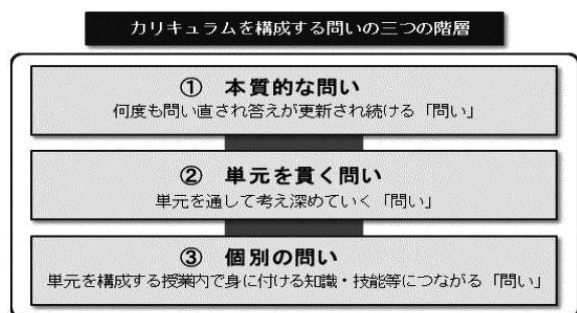 カリキュラムを構成する問いの三つの階層
① 本質的な問い
何度も問い直され答えが更新され続ける「問い」
② 単元を貫く問い
単元を通して考え深めていく「問い」
③ 個別の問い
単元を構成する授業内で身に付ける知識・技能等につながる「問い」